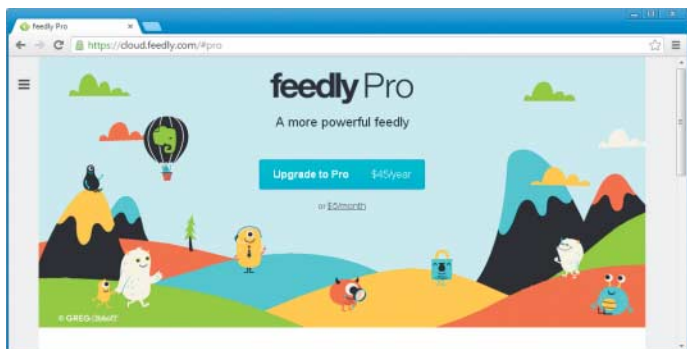 feedly Pro
https://cloud.feedly.com/#pro
feedly Pro
A more powerful feedly
Upgrade to Pro $45/year
or $5/month
© GREG